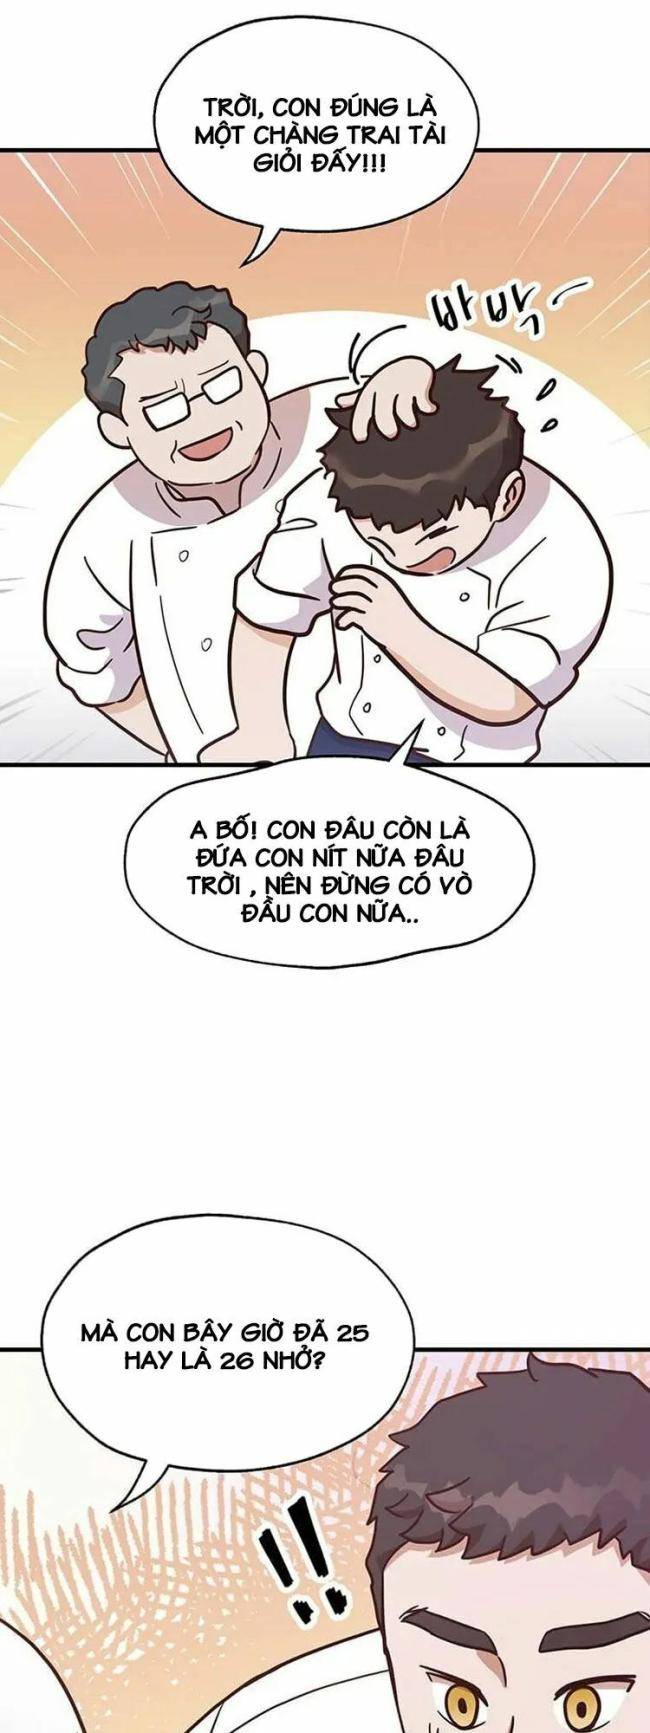 TRỜI, CON ĐÚNG LÀ
MỘT CHÀNG TRAI TÀI
GIỎI ĐẤY!!!
바박~
A BỐ! CON ĐÂU CÒN LÀ
ĐỨA CON NÍT NỮA ĐÂU
TRỜI , NÊN ĐỪNG CÓ VÒ
ĐẦU CON NỮA..
MÀ CON BÂY GIỜ ĐÃ 25
HAY LÀ 26 NHỞ?
!!